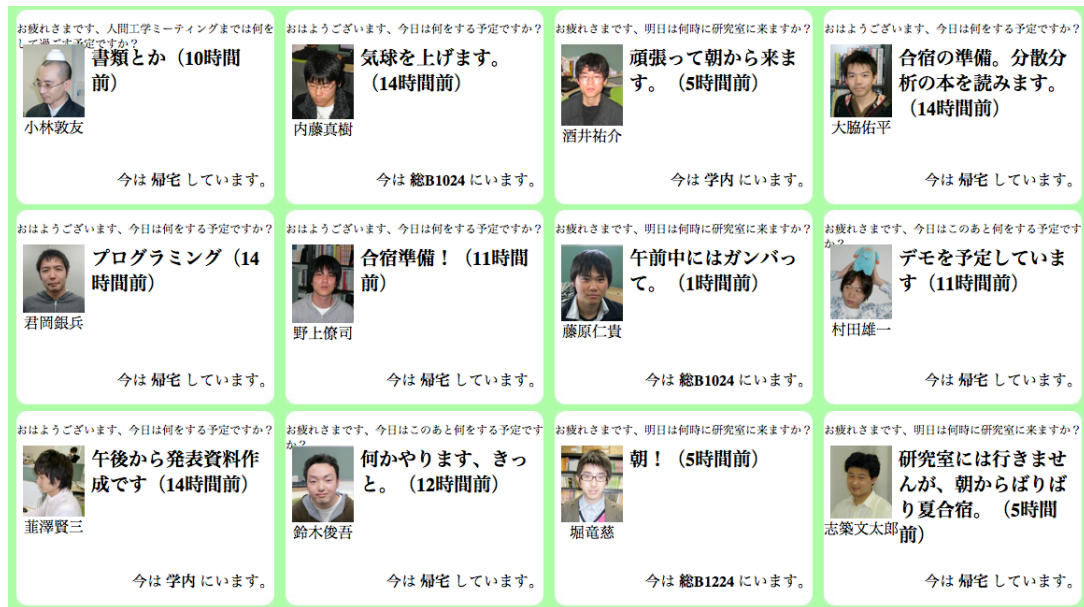 お疲れさまです、人間工学ミーティングまでは何を
して過ごす予定ですか？
書類とか（10時間
前）
小林敦友
今は 帰宅 しています。
おはようございます、今日は何をする予定ですか？
気球を上げます。
（14時間前）
内藤真樹
今は 総B1024 にいます。
お疲れさまです、明日は何時に研究室に来ますか？
頑張って朝から来ま
す。（5時間前）
酒井祐介
今は 学内 にいます。
おはようございます、今日は何をする予定ですか？
合宿の準備。分散分
析の本を読みます。
（14時間前）
大脇佑平
今は 帰宅 しています。
おはようございます、今日は何をする予定ですか？
プログラミング（14
時間前）
君岡銀兵
今は 帰宅 しています。
おはようございます、今日は何をする予定ですか？
合宿準備！（11時間
前）
野上僚司
今は 帰宅 しています。
お疲れさまです、明日は何時に研究室に来ますか？
午前中にはガンバっ
て。（1時間前）
藤原仁貴
今は 総B1024 にいます。
お疲れさまです、今日はこのあと何をする予定です
か？
デモを予定していま
す（11時間前）
村田雄一
今は 帰宅 しています。
おはようございます、今日は何をする予定ですか？
午後から発表資料作
成です（14時間前）
韮澤賢三
今は 学内 にいます。
お疲れさまです、今日はこのあと何をする予定です
か？
何かやります、きっ
と。（12時間前）
鈴木俊吾
今は 帰宅 しています。
お疲れさまです、明日は何時に研究室に来ますか？
朝！（5時間前）
堀竜慈
今は 総B1224 にいます。
お疲れさまです、明日は何時に研究室に来ますか？
研究室には行きませ
んが、朝からばりば
り夏合宿。（5時間
前）
志築文太郎
今は 帰宅 しています。